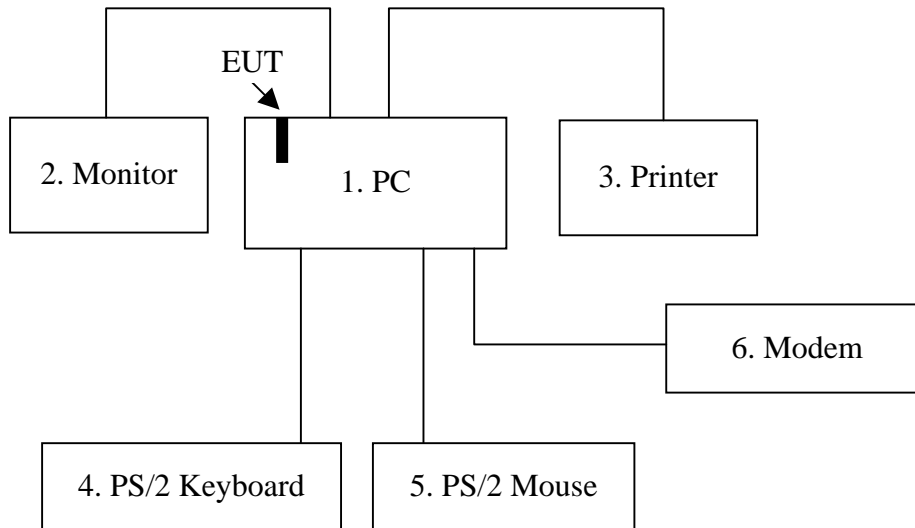 EUT
2. Monitor
1. PC
3. Printer
6. Modem
4. PS/2 Keyboard
5. PS/2 Mouse